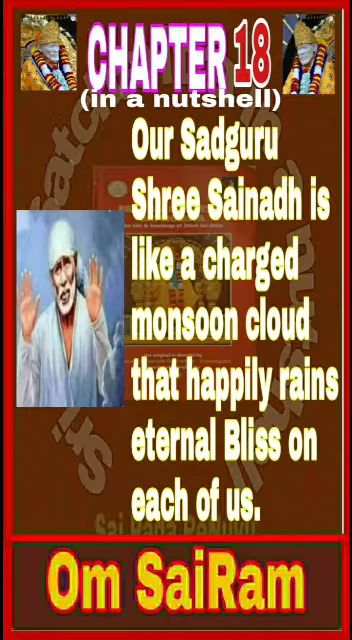 CHAPTER 18
(in a nutshell)
Our Sadguru
Shree Sainadh is
like a charged
monsoon cloud
that happily rains
eternal Bliss on
each of us.
Om SaiRam